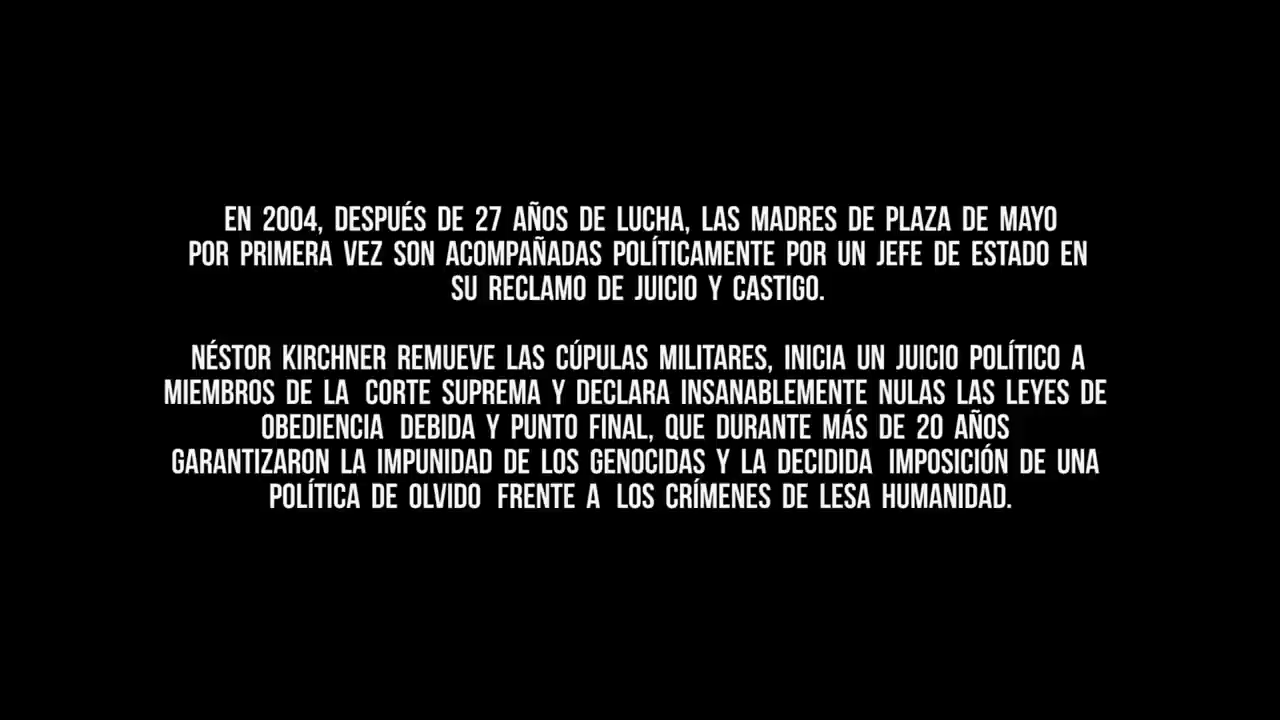 EN 2004, DESPUÉS DE 27 AÑOS DE LUCHA, LAS MADRES DE PLAZA DE MAYO
POR PRIMERA VEZ SON ACOMPAÑADAS POLÍTICAMENTE POR UN JEFE DE ESTADO EN
SU RECLAMO DE JUICIO Y CASTIGO.
NÉSTOR KIRCHNER REMUEVE LAS CÚPULAS MILITARES, INICIA UN JUICIO POLÍTICO A
MIEMBROS DE LA CORTE SUPREMA Y DECLARA INSANABLEMENTE NULAS LAS LEYES DE
OBEDIENCIA DEBIDA Y PUNTO FINAL, QUE DURANTE MÁS DE 20 AÑOS
GARANTIZARON LA IMPUNIDAD DE LOS GENOCIDAS Y LA DECIDIDA IMPOSICIÓN DE UNA
POLÍTICA DE OLVIDO FRENTE A LOS CRÍMENES DE LESA HUMANIDAD.